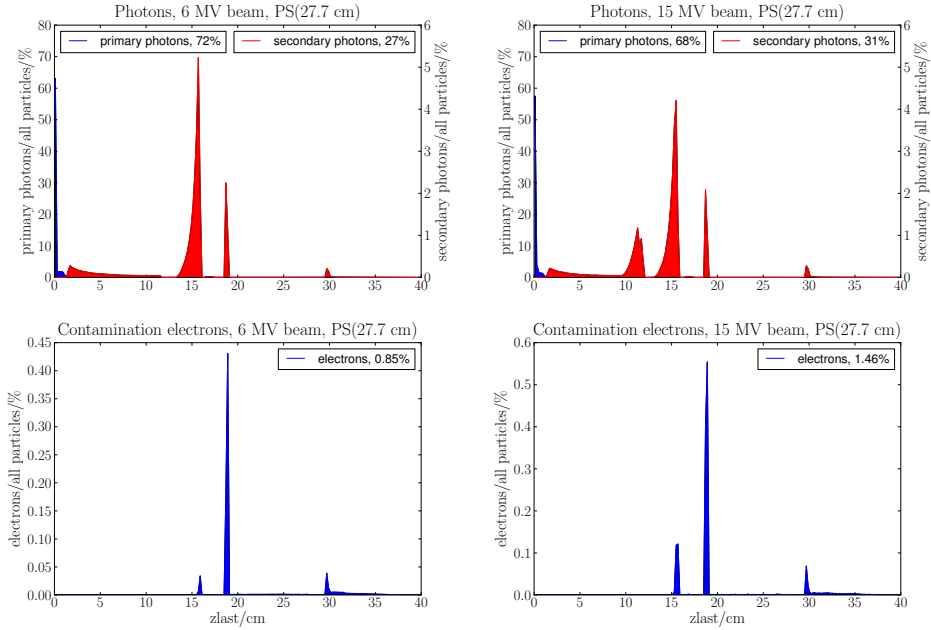 Photons, 6 MV beam, PS(27.7 cm)
primary photons, 72%
secondary photons, 27%
primary photons/all particles/%
secondary photons/all particles/%
80
70
60
50
40
30
20
10
0
6
5
4
3
2
1
0
0 5 10 15 20 25 30 35 40
Photons, 15 MV beam, PS(27.7 cm)
primary photons, 68%
secondary photons, 31%
primary photons/all particles/%
secondary photons/all particles/%
80
70
60
50
40
30
20
10
0
6
5
4
3
2
1
0
0 5 10 15 20 25 30 35 40
Contamination electrons, 6 MV beam, PS(27.7 cm)
electrons, 0.85%
electrons/all particles/%
0.45
0.40
0.35
0.30
0.25
0.20
0.15
0.10
0.05
0.00
0 5 10 15 20 25 30 35 40
zlast/cm
Contamination electrons, 15 MV beam, PS(27.7 cm)
electrons, 1.46%
electrons/all particles/%
0.6
0.5
0.4
0.3
0.2
0.1
0.0
0 5 10 15 20 25 30 35 40
zlast/cm